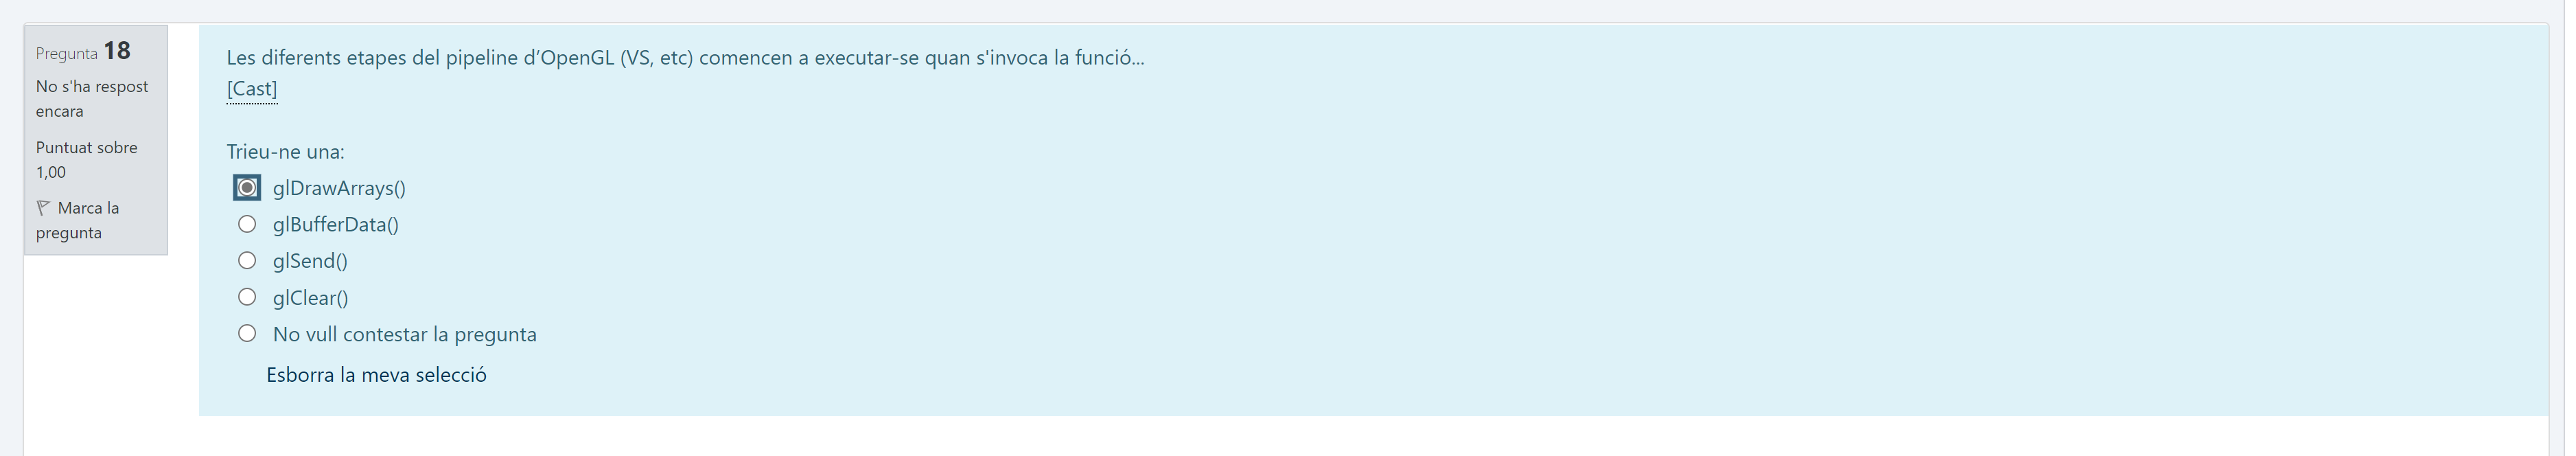 Pregunta 18
No s'ha respost
encara
Puntuat sobre
1,00
Marca la
pregunta
Les diferents etapes del pipeline d’OpenGL (VS, etc) comencen a executar-se quan s'invoca la funció...
[Cast]
Trieu-ne una:
glDrawArrays()
glBufferData()
glSend()
glClear()
No vull contestar la pregunta
Esborra la meva selecció